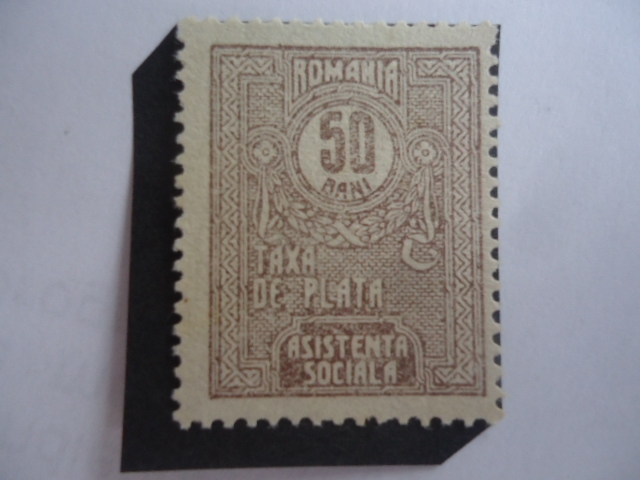 ROMANIA
50
BANI
TAXA
DE PLATA
ASISTENTA
SOCIALA